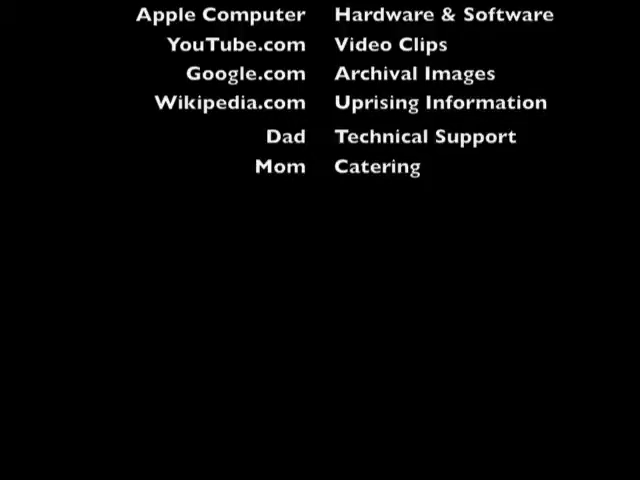 Apple Computer Hardware & Software
YouTube.com Video Clips
Google.com Archival Images
Wikipedia.com Uprising Information
Dad Technical Support
Mom Catering